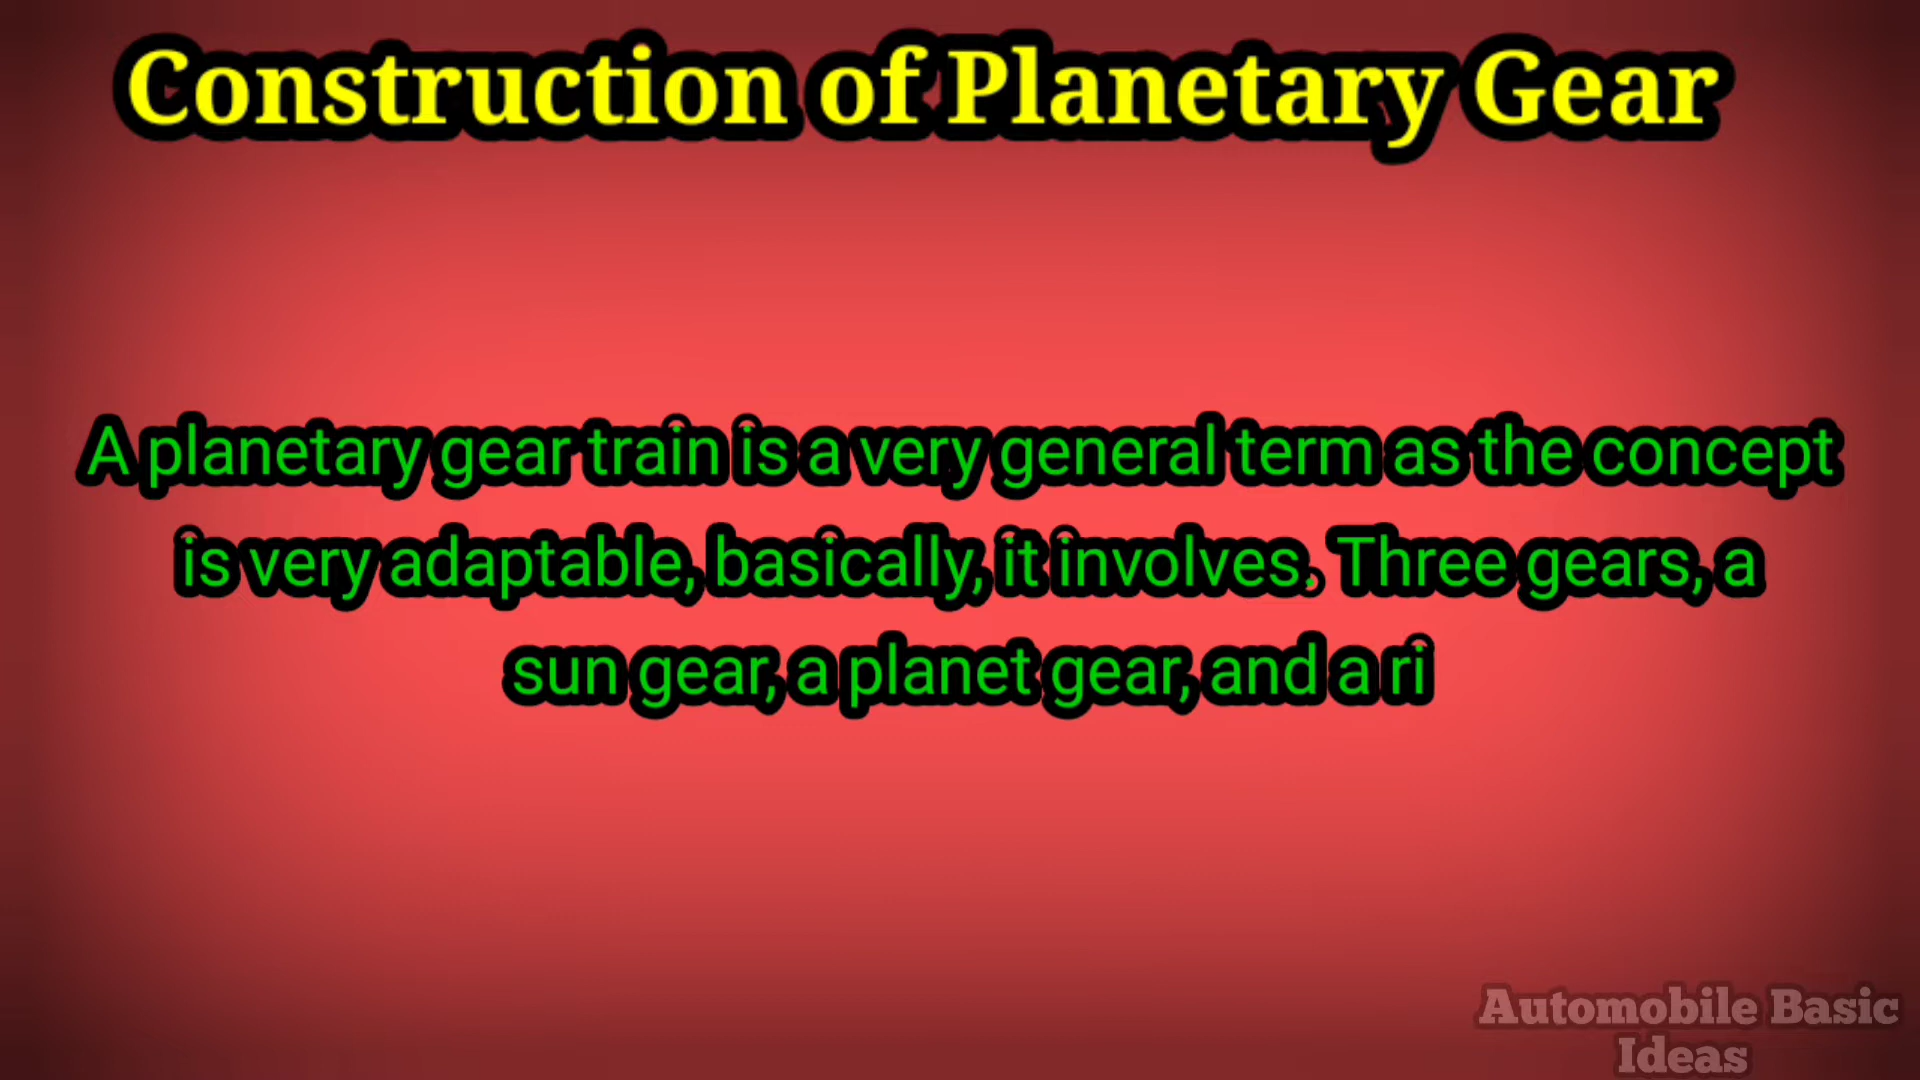 Construction of Planetary Gear
A planetary gear train is a very general term as the concept
is very adaptable, basically, it involves. Three gears, a
sun gear, a planet gear, and a ri
Automobile Basic
Ideas